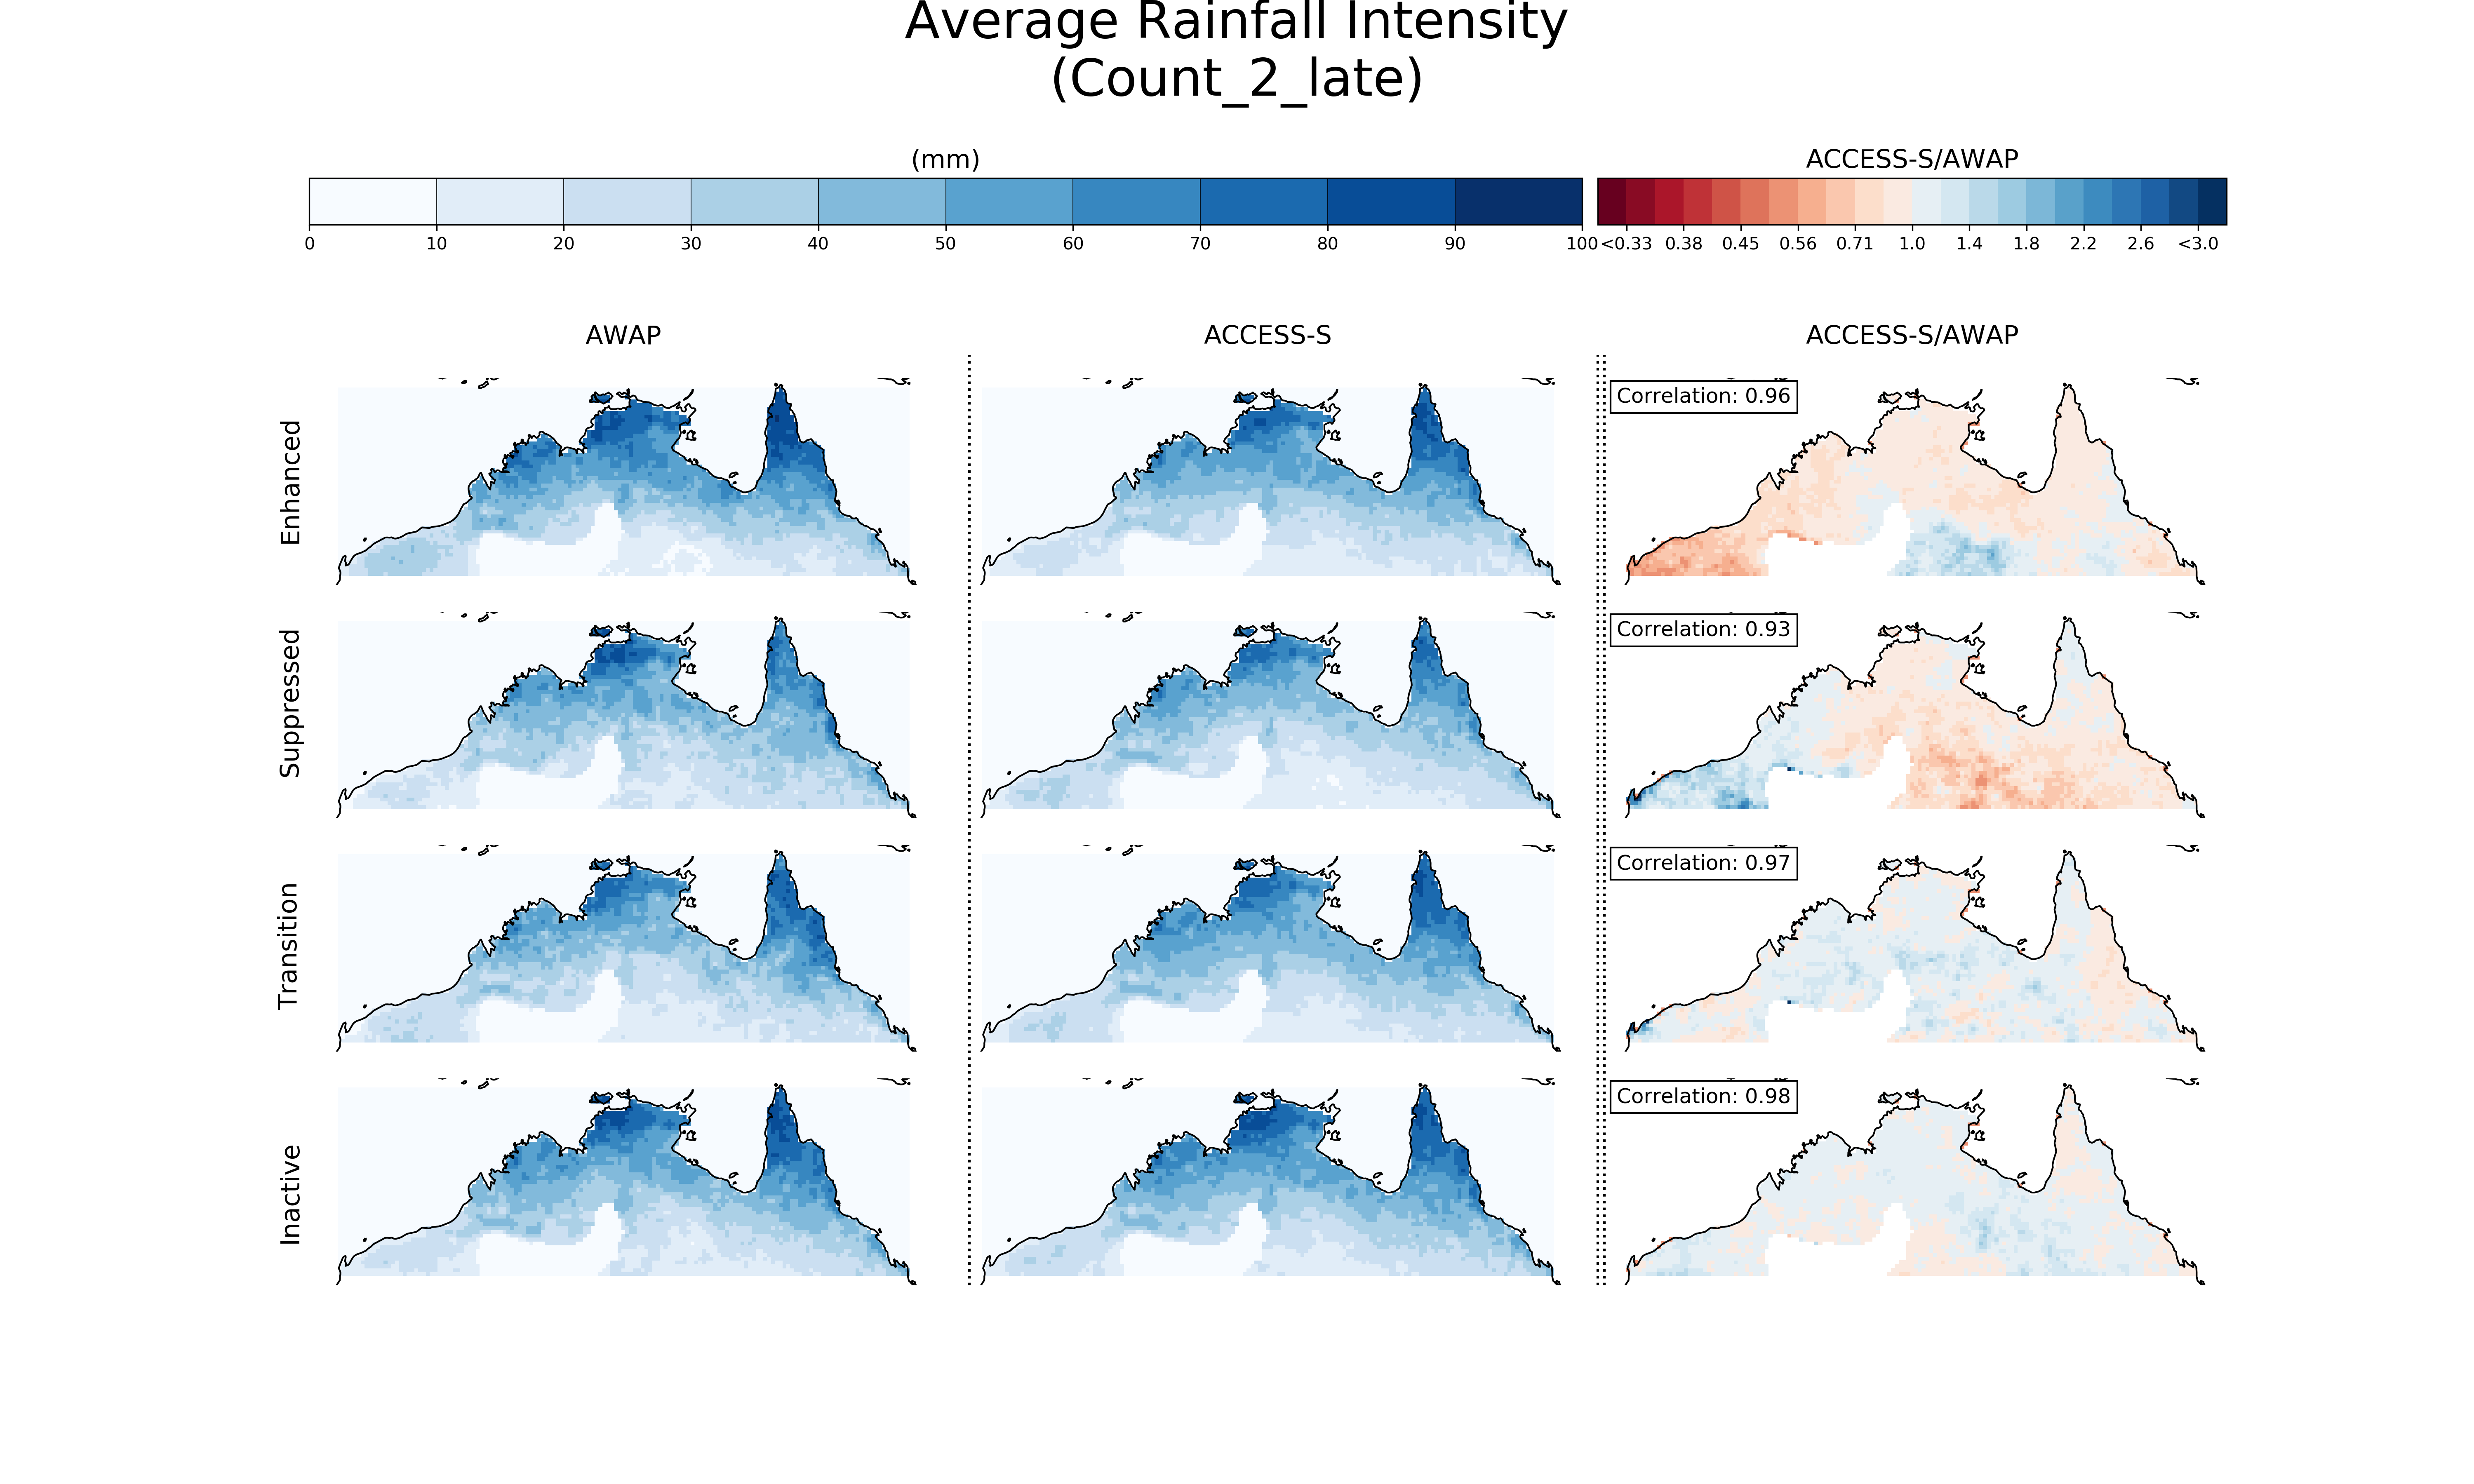 Average Rainfall Intensity
(Count_2_late)
(mm)
ACCESS-S/AWAP
0 10 20 30 40 50 60 70 80 90 100
<0.33 0.38 0.45 0.56 0.71 1.0 1.4 1.8 2.2 2.6 <3.0
AWAP
ACCESS-S
ACCESS-S/AWAP
Enhanced
Correlation: 0.96
Suppressed
Correlation: 0.93
Transition
Correlation: 0.97
Inactive
Correlation: 0.98